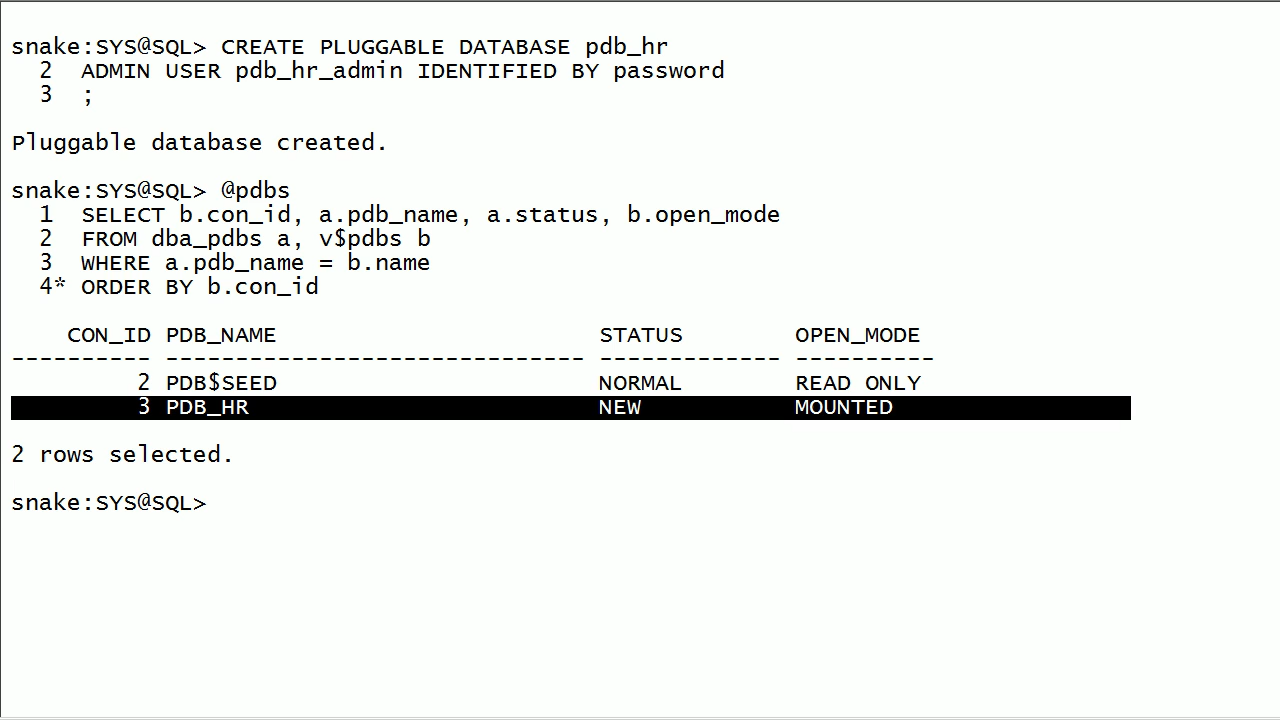 snake:SYS@SQL> CREATE PLUGGABLE DATABASE pdb_hr
  2  ADMIN USER pdb_hr_admin IDENTIFIED BY password
  3  ;
Pluggable database created.
snake:SYS@SQL> @pdbs
  1  SELECT b.con_id, a.pdb_name, a.status, b.open_mode
  2  FROM dba_pdbs a, v$pdbs b
  3  WHERE a.pdb_name = b.name
  4* ORDER BY b.con_id
    CON_ID PDB_NAME                       STATUS        OPEN_MODE
---------- ------------------------------ ------------- ----------
         2 PDB$SEED                       NORMAL        READ ONLY
         3 PDB_HR                         NEW           MOUNTED
2 rows selected.
snake:SYS@SQL>